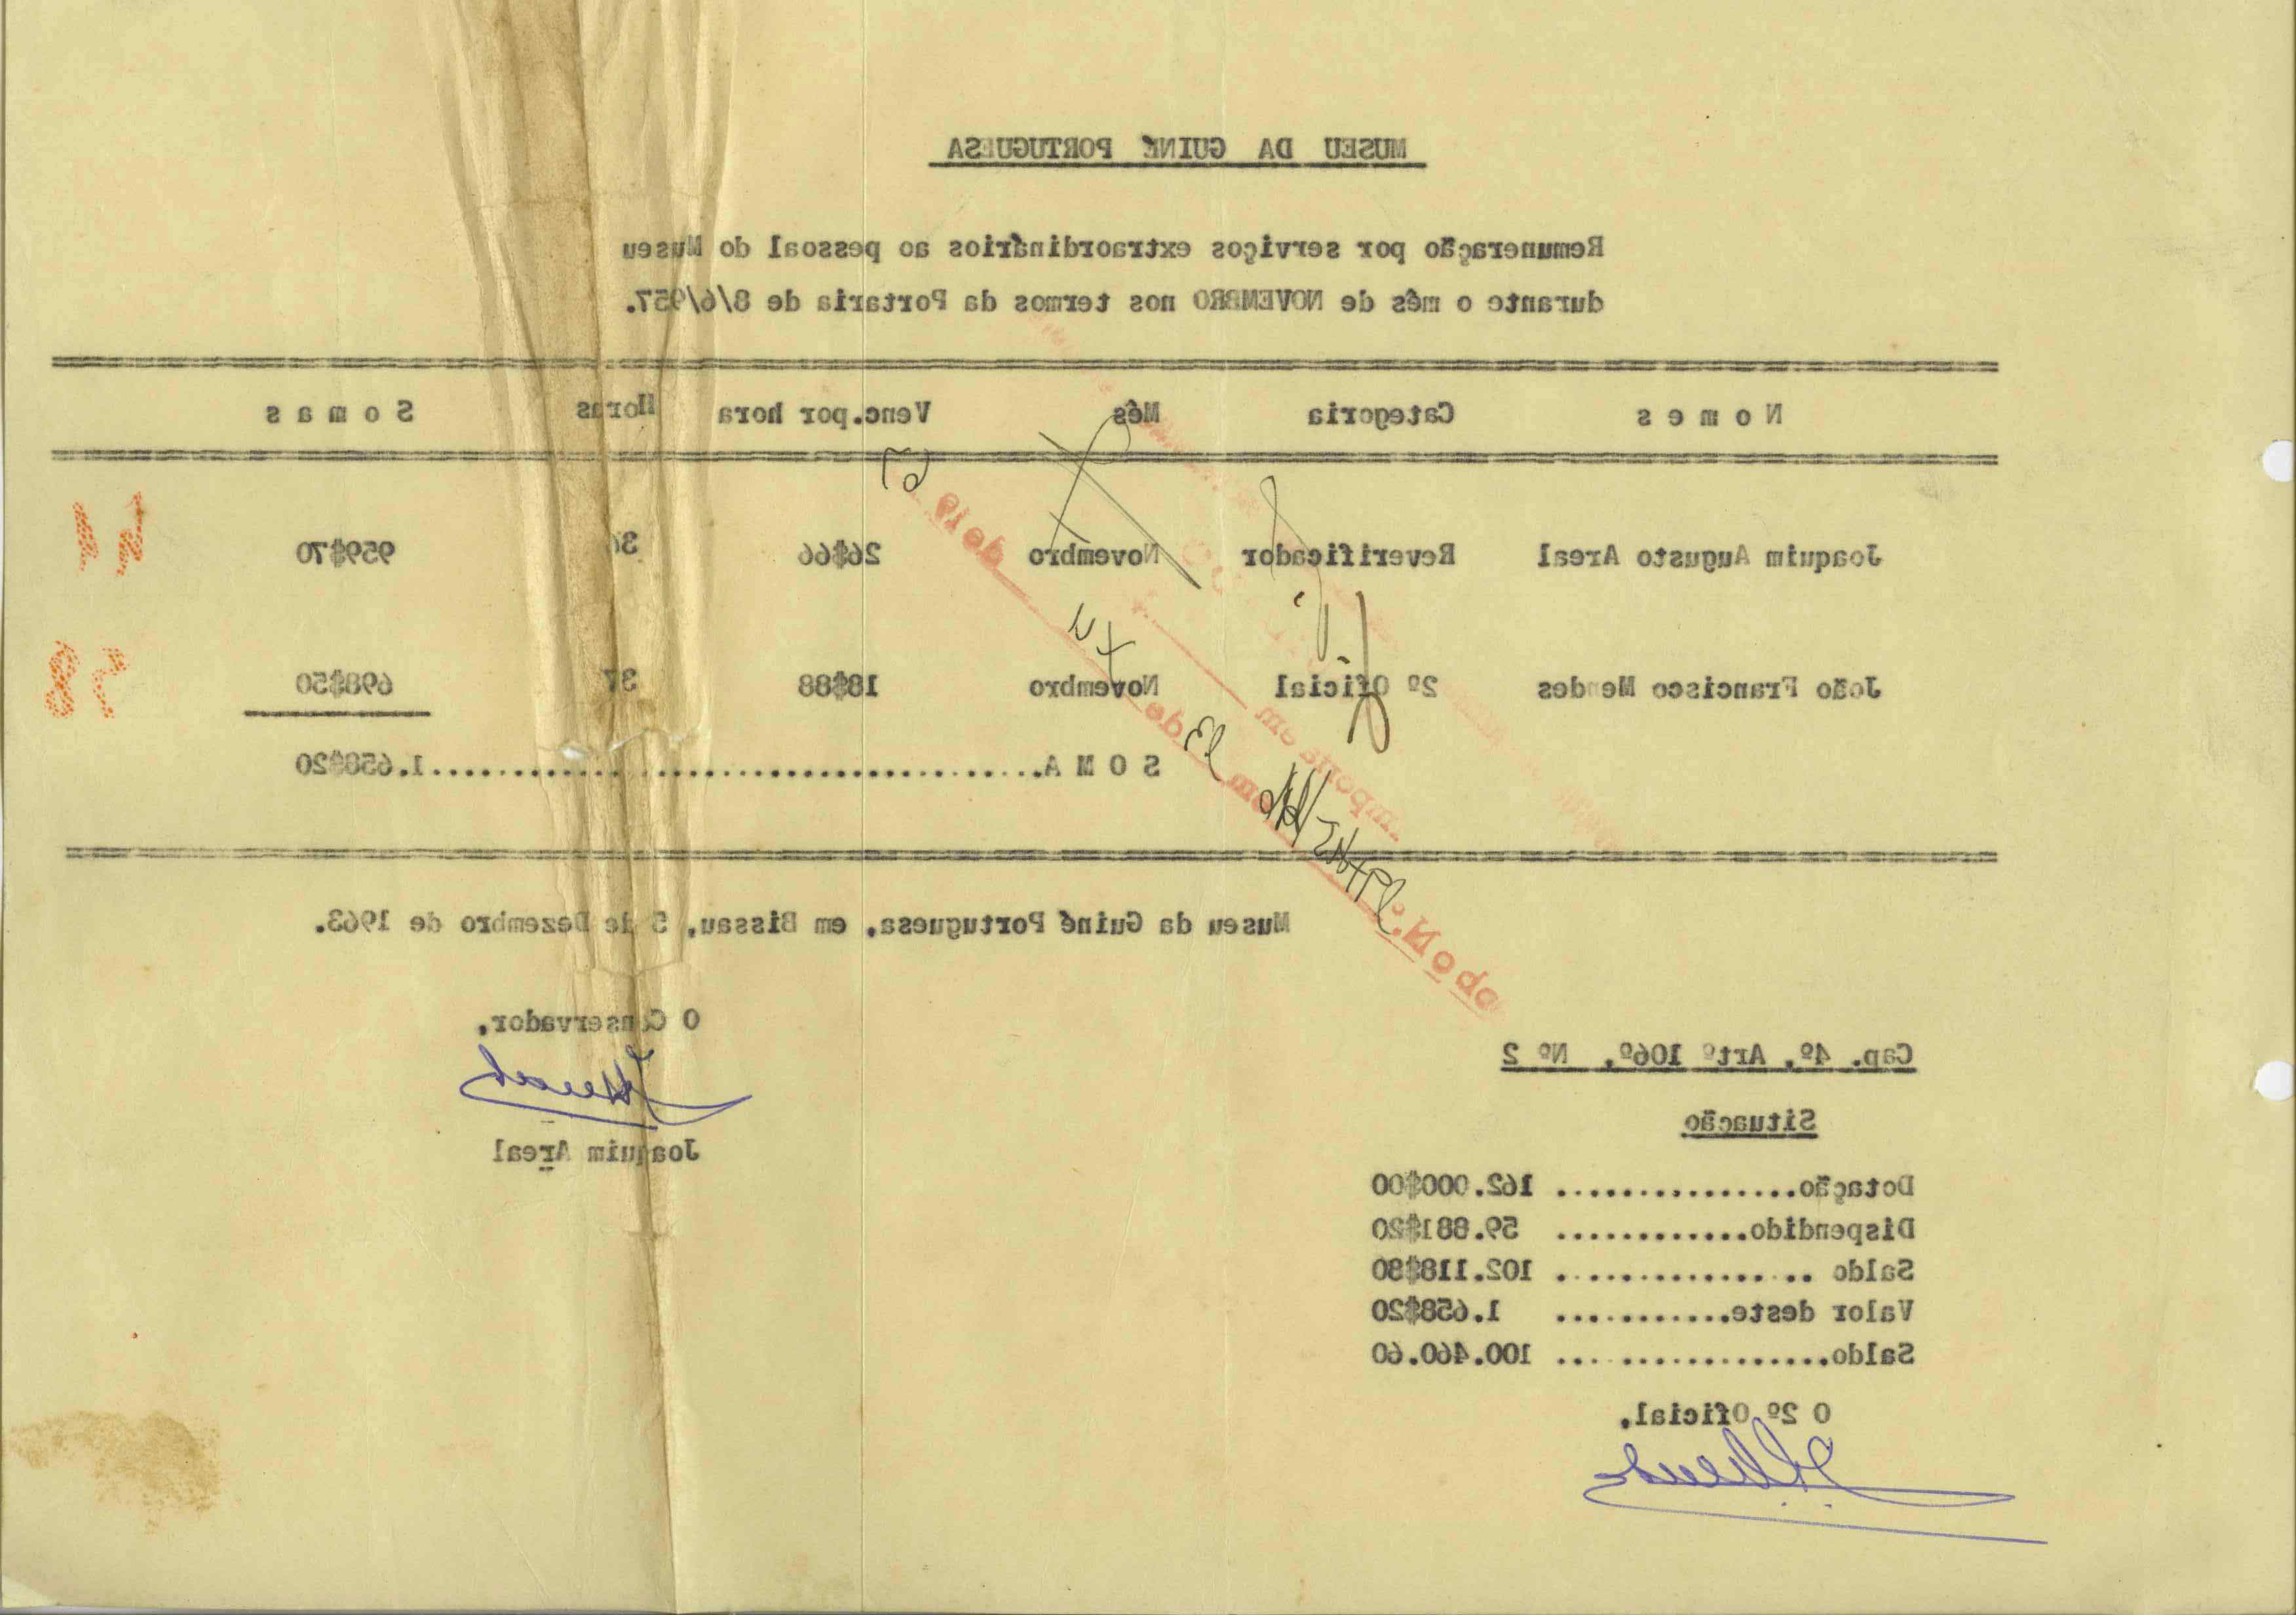 MUSEU DA GUINÉ PORTUGUESA
Remuneração por serviços extraordinários ao pessoal do Museu
durante o mês de NOVEMBRO nos termos da Portaria de 8/6/957.
Nomes Categoria Mês Venc.por hora Horas Somas
Joaquim Augusto Areal Reverificador Novembro 26$66 36 959$70
João Francisco Mendes 2º Oficial Novembro 18$88 37 698$50
SOMA.......................................1.658$20
Museu da Guiné Portuguesa, em Bissau, 5 de Dezembro de 1963.
O Conservador,
Joaquim Areal
Cap. 4º, Artº 106º, Nº 2
Situação
Dotação............... 162.000$00
Dispendido............ 59.881$20
Saldo ................ 102.118$80
Valor deste........... 1.658$20
Saldo................. 100.460.60
O 2º Oficial,